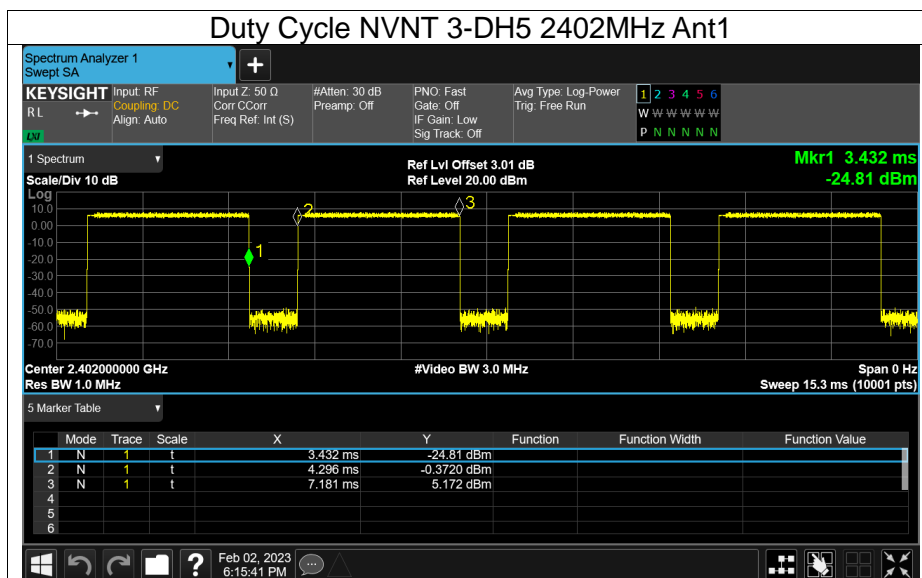 Duty Cycle NVNT 3-DH5 2402MHz Ant1
Spectrum Analyzer 1
Swept SA
+
KEYSIGHT Input: RF Input Z: 50 Ω #Atten: 30 dB PNO: Fast Avg Type: Log-Power 1 2 3 4 5 6
RL Coupling: DC Corr CCorr Preamp: Off Gate: Off Trig: Free Run
Align: Auto Freq Ref: Int (S) IF Gain: Low W W W W W W
LXI Sig Track: Off P N N N N N
1 Spectrum Ref Lvl Offset 3.01 dB Mkr1 3.432 ms
Scale/Div 10 dB Ref Level 20.00 dBm -24.81 dBm
Log
10.0 2 3
0.00
-10.0 1
-20.0
-30.0
-40.0
-50.0
-60.0
-70.0
Center 2.402000000 GHz #Video BW 3.0 MHz Span 0 Hz
Res BW 1.0 MHz Sweep 15.3 ms (10001 pts)
5 Marker Table
Mode Trace Scale X Y Function Function Width Function Value
1 N 1 t 3.432 ms -24.81 dBm
2 N 1 t 4.296 ms -0.3720 dBm
3 N 1 t 7.181 ms 5.172 dBm
4
5
6
? Feb 02, 2023
6:15:41 PM